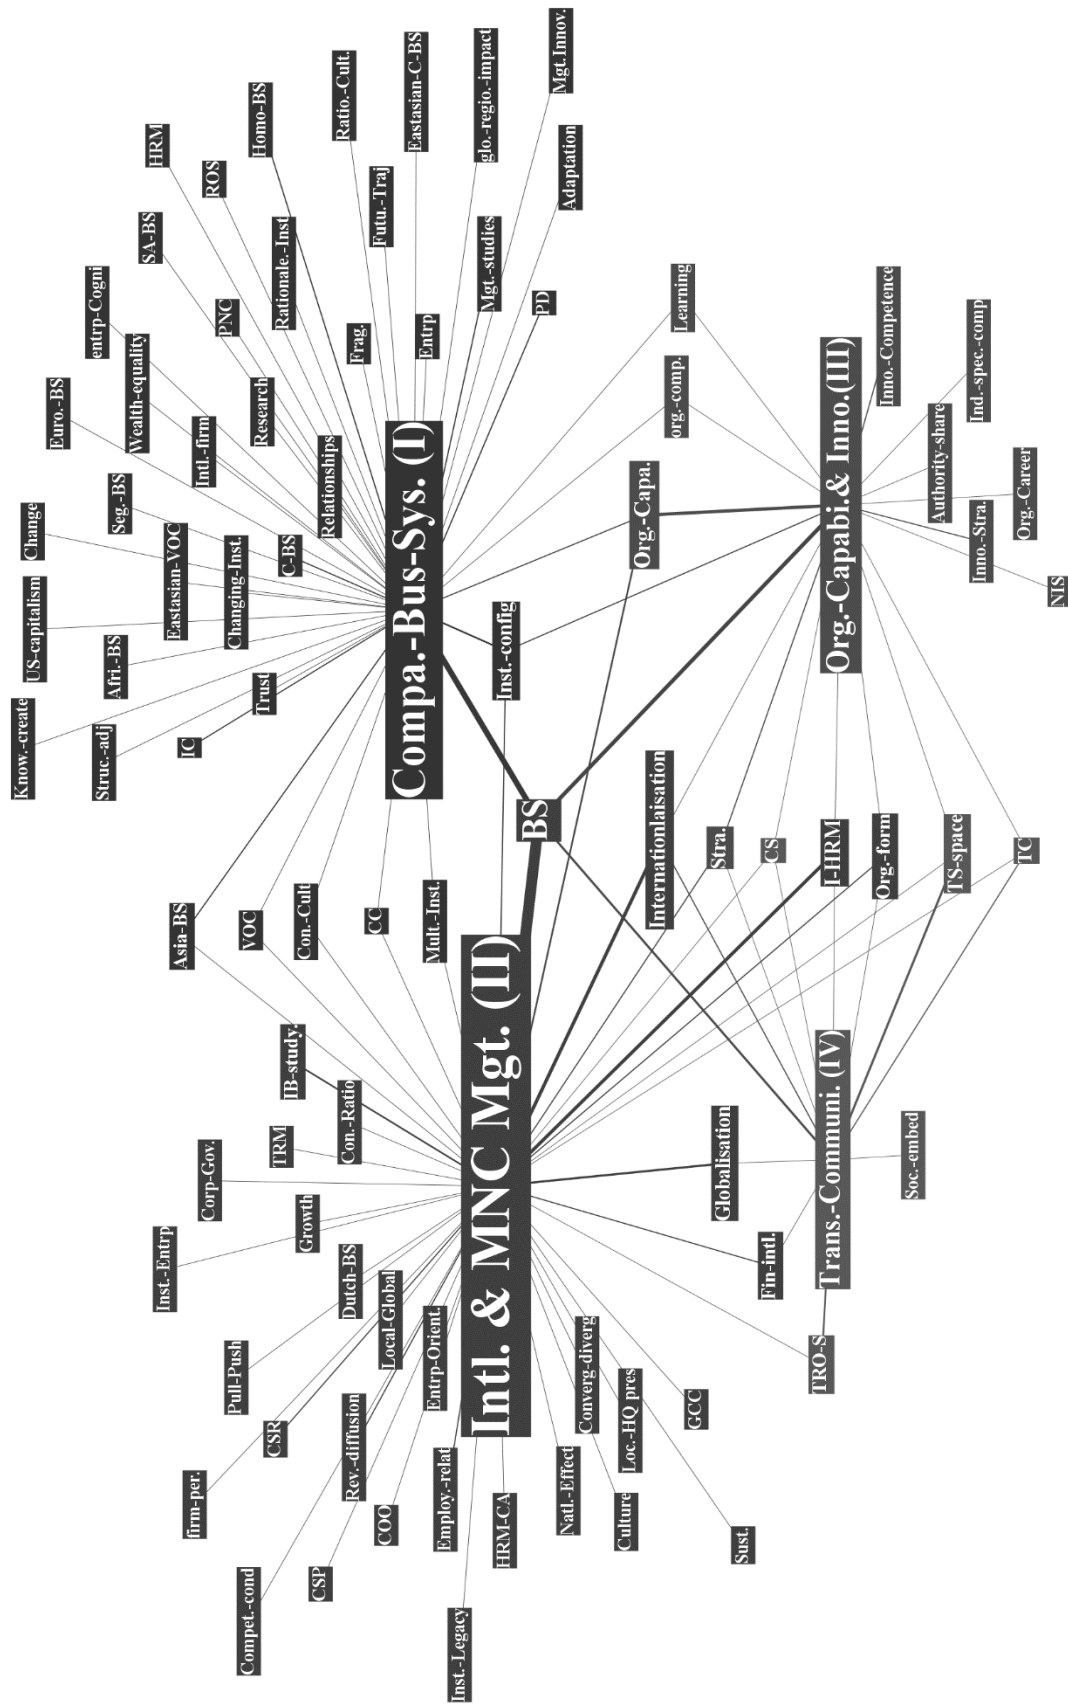 Inst.-Legacy
Compet.-cond
CSP
firm-per.
CSR
Pull-Push
Inst.-Entrp
Corp-Gov.
Growth
TRM
IB-study.
Con.-Ratio
Dutch-BS
Local-Global
Rev.-diffusion
COO
Entrp-Orient.
Employ.-relat
HRM-CA
Intl. & MNC Mgt. (II)
Natl.-Effect
Culture
Converg-diverg
Loc.-HQ pres
GCC
Sust.
TRO-S
Fin-intl.
Globalisation
Trans.-Communi. (IV)
Soc.-embed
Asia-BS
VOC
Con.-Cult
CC
Mult.-Inst.
BS
Internationlaisation
Stra.
CS
I-HRM
Org.-form
TS-space
TC
Know.-create
Struc.-adj
IC
Trust
US-capitalism
Afri.-BS
Change
Eastasian-VOC
Changing-Inst.
Seg.-BS
C-BS
Euro.-BS
Wealth-equality
entrp-Cogni
Intl.-firm
Research
Relationships
SA-BS
PNC
HRM
ROS
Rationale.-Inst
Homo-BS
Frag.
Ratio.-Cult.
Futu.-Traj
Eastasian-C-BS
Entrp
glo.-regio.-impact
Mgt.-studies
Mgt.Innov.
Adaptation
PD
Compa.-Bus-Sys. (I)
Inst.-config
Org.-Capa.
org.-comp.
Learning
Org.-Capabi.& Inno.(III)
Inno.-Competence
Ind.-spec.-comp
Authority-share
Org.-Career
Inno.-Stra.
NIS